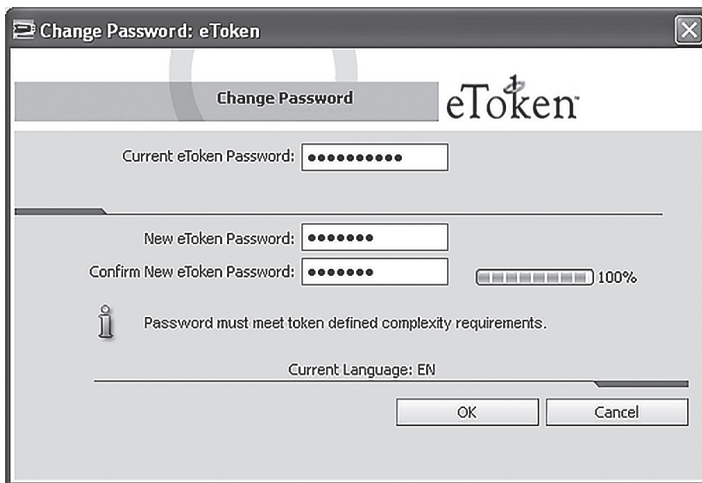 Change Password: eToken
Change Password
eToken™
Current eToken Password: ••••••••••
New eToken Password: •••••••
Confirm New eToken Password: •••••••
100%
Password must meet token defined complexity requirements.
Current Language: EN
OK
Cancel